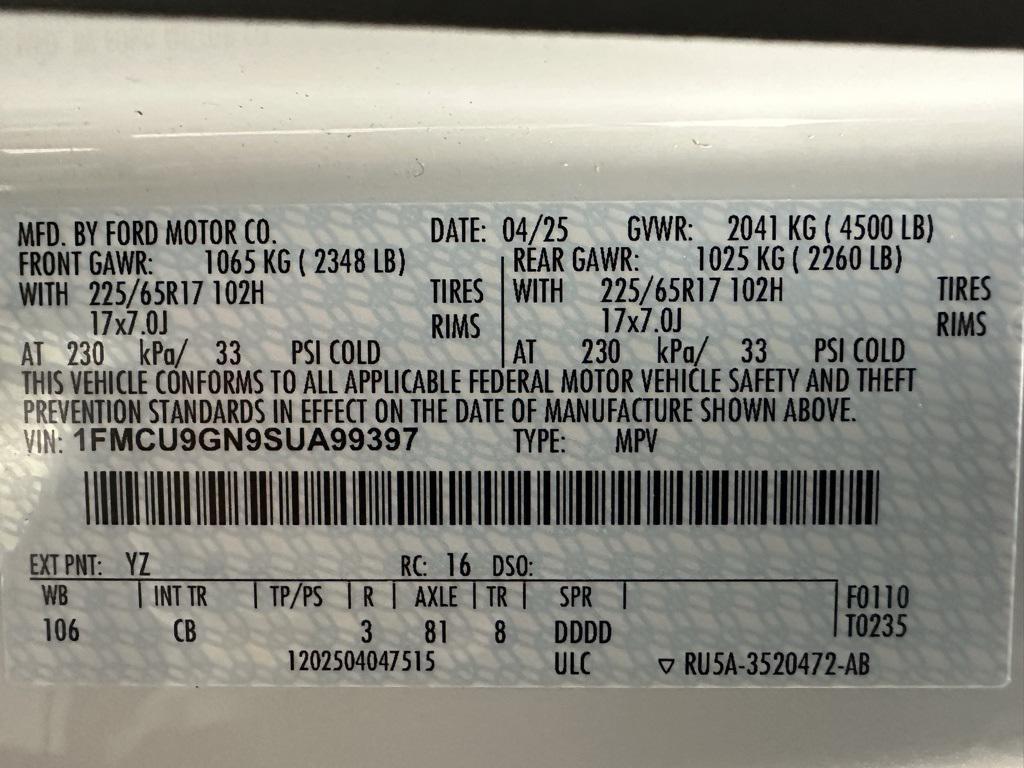 MFD. BY FORD MOTOR CO. DATE: 04/25 GVWR: 2041 KG ( 4500 LB)
FRONT GAWR: 1065 KG ( 2348 LB) REAR GAWR: 1025 KG ( 2260 LB)
WITH 225/65R17 102H TIRES WITH 225/65R17 102H TIRES
17x7.0J RIMS 17x7.0J RIMS
AT 230 kPa/ 33 PSI COLD AT 230 kPa/ 33 PSI COLD
THIS VEHICLE CONFORMS TO ALL APPLICABLE FEDERAL MOTOR VEHICLE SAFETY AND THEFT
PREVENTION STANDARDS IN EFFECT ON THE DATE OF MANUFACTURE SHOWN ABOVE.
VIN: 1FMCU9GN9SUA99397 TYPE: MPV
EXT PNT: YZ RC: 16 DSO:
WB INT TR TP/PS R AXLE TR SPR F0110
106 CB 3 81 8 DDDD T0235
1202504047515 ULC ▽ RU5A-3520472-AB